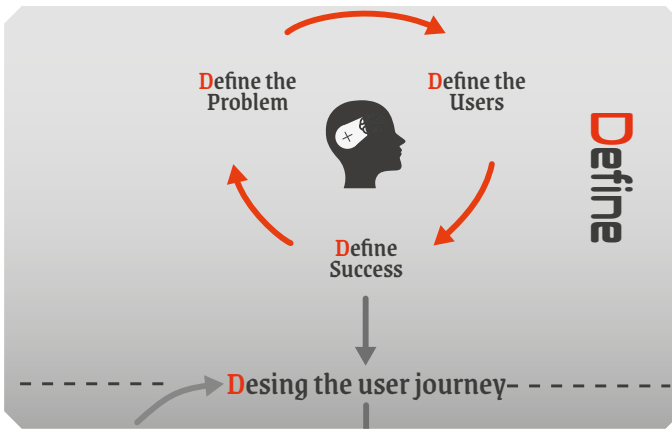 Define the
Problem
Define the
Users
Define
Define
Success
Desing the user journey